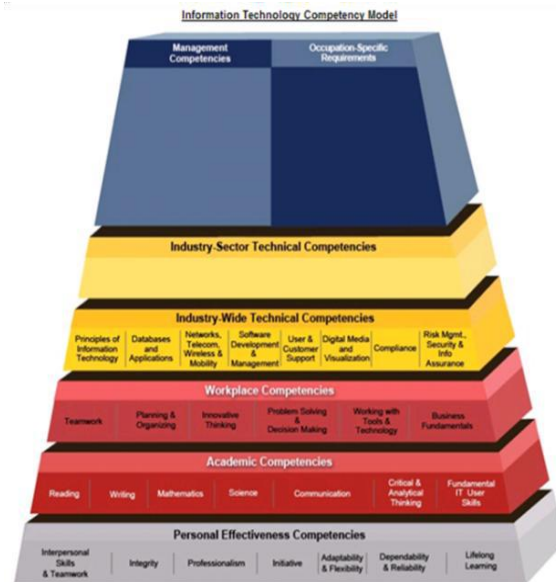 Information Technology Competency Model
Management
Competencies
Occupation-Specific
Requirements
Industry-Sector Technical Competencies
Industry-Wide Technical Competencies
Principles of
Information
Technology
Databases
and
Applications
Networks,
Telecom,
Wireless &
Mobility
Software
Development
&
Management
User &
Customer
Support
Digital Media
and
Visualization
Compliance
Risk Mgmt.,
Security &
Info
Assurance
Workplace Competencies
Teamwork
Planning &
Organizing
Innovative
Thinking
Problem Solving
&
Decision Making
Working with
Tools &
Technology
Business
Fundamentals
Academic Competencies
Reading
Writing
Mathematics
Science
Communication
Critical &
Analytical
Thinking
Fundamental
IT User
Skills
Personal Effectiveness Competencies
Interpersonal
Skills
& Teamwork
Integrity
Professionalism
Initiative
Adaptability
& Flexibility
Dependability
& Reliability
Lifelong
Learning